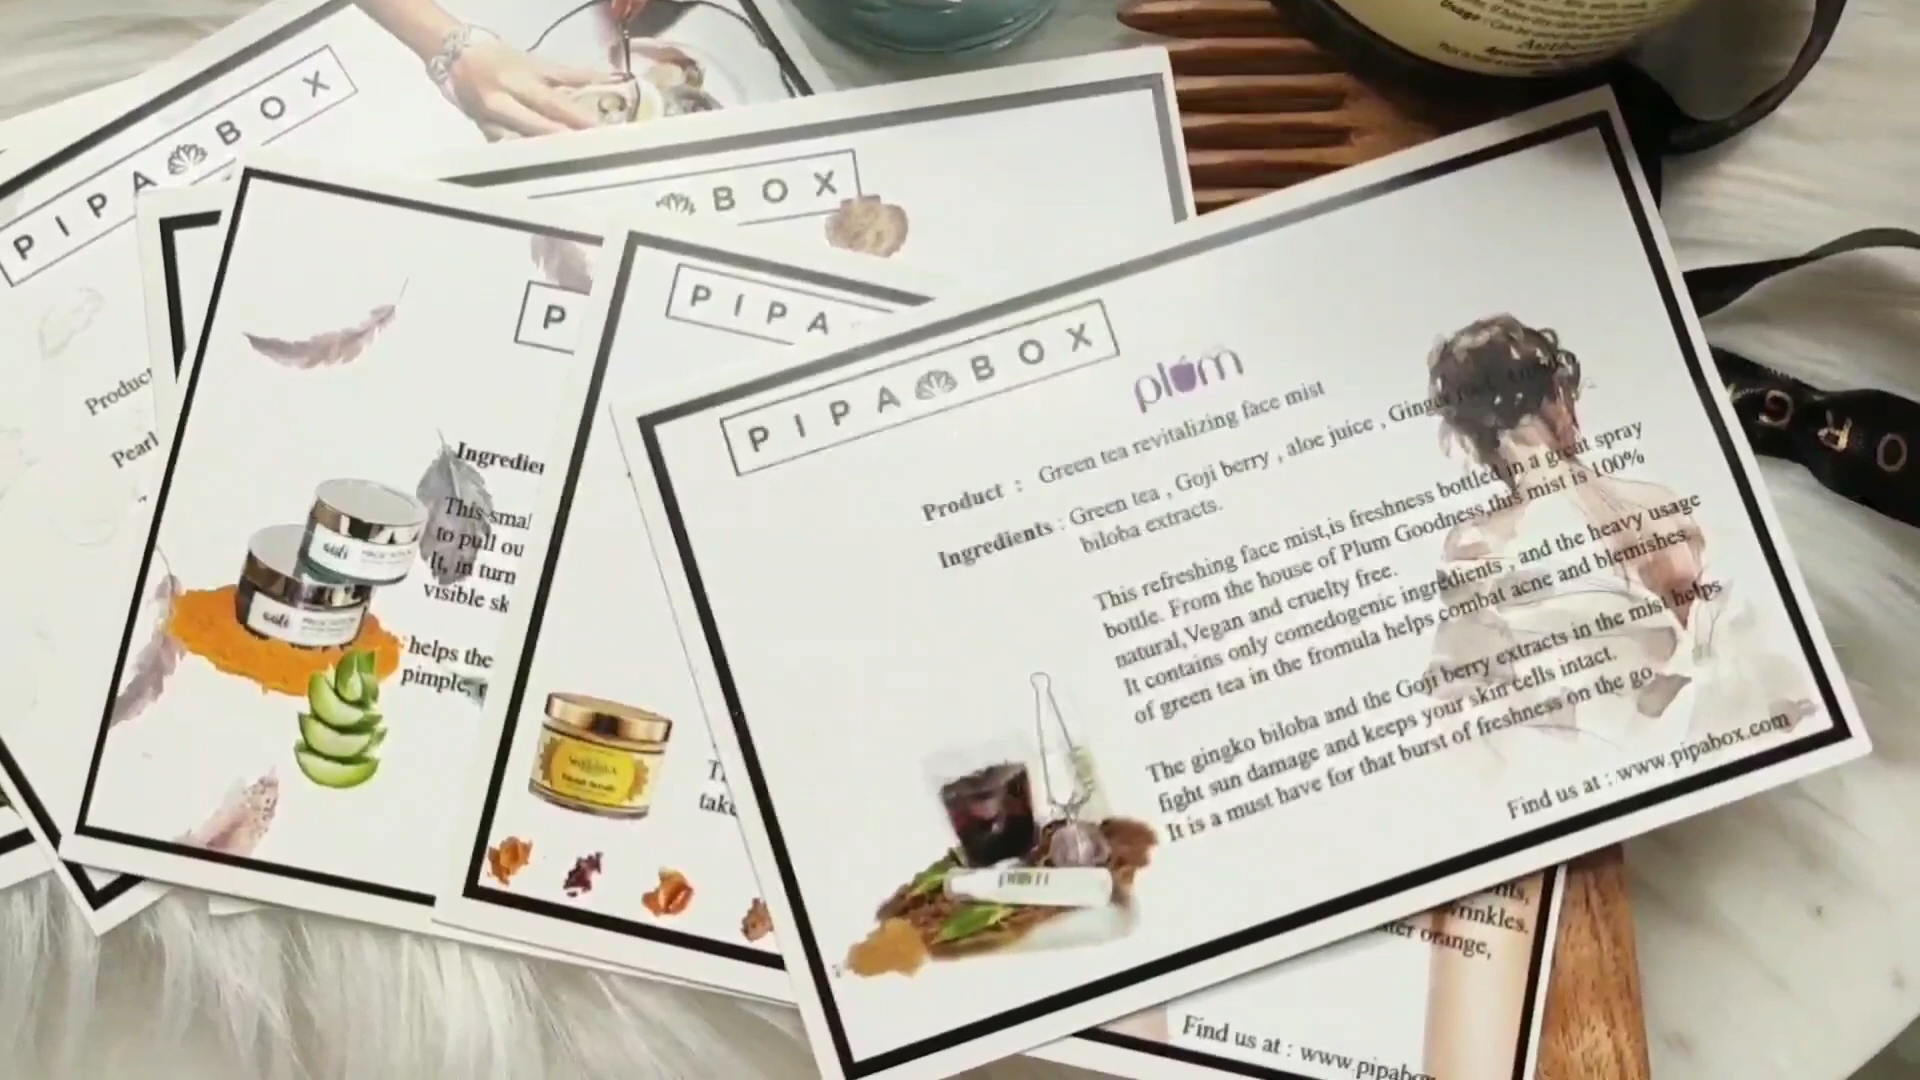 PIPA BOX
Product
Pearl
P
Ingredien
This smal
to pull ou
It, in turn
visible sk
helps the
pimple,
BOX
PIPA
take
PIPA BOX
plum
Product : Green tea revitalizing face mist
Ingredients : Green tea , Goji berry , aloe juice , Ginger
biloba extracts.
This refreshing face mist,is freshness bottled in a great spray
bottle. From the house of Plum Goodness,this mist is 100%
natural,Vegan and cruelty free.
It contains only comedogenic ingredients , and the heavy usage
of green tea in the fromula helps combat acne and blemishes.
The gingko biloba and the Goji berry extracts in the mist helps
fight sun damage and keeps your skin cells intact.
It is a must have for that burst of freshness on the go
Find us at : www.pipabox.com
wrinkles.
orange,
Find us at : www.pipabo
Usage :